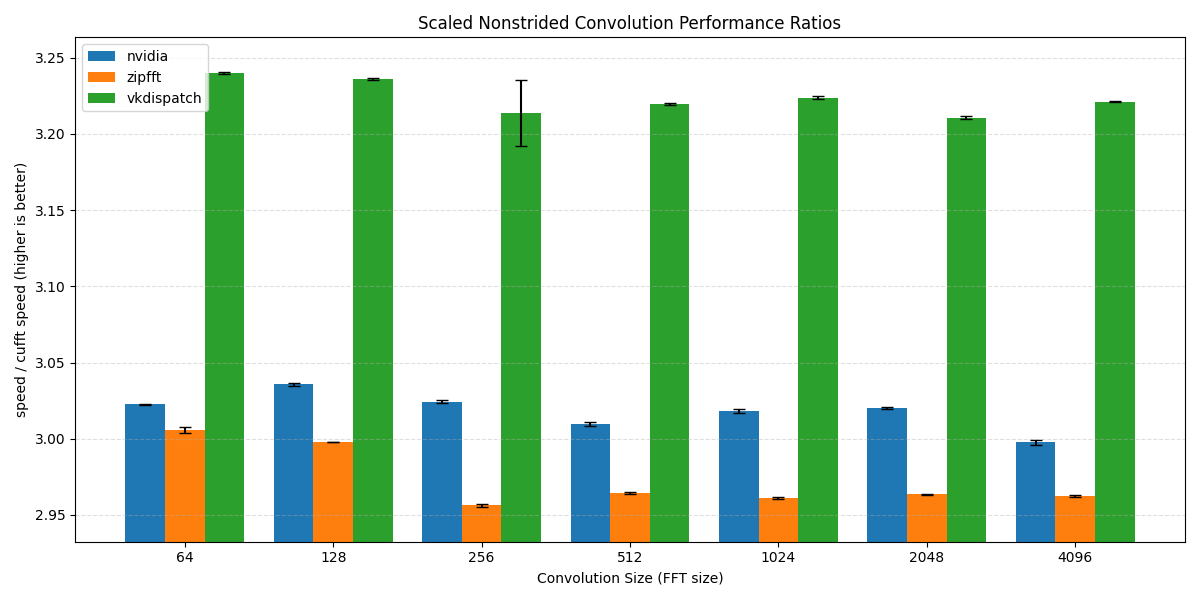 Scaled Nonstrided Convolution Performance Ratios
nvidia
zipfft
vkdispatch
speed / cufft speed (higher is better)
3.25
3.20
3.15
3.10
3.05
3.00
2.95
64 128 256 512 1024 2048 4096
Convolution Size (FFT size)